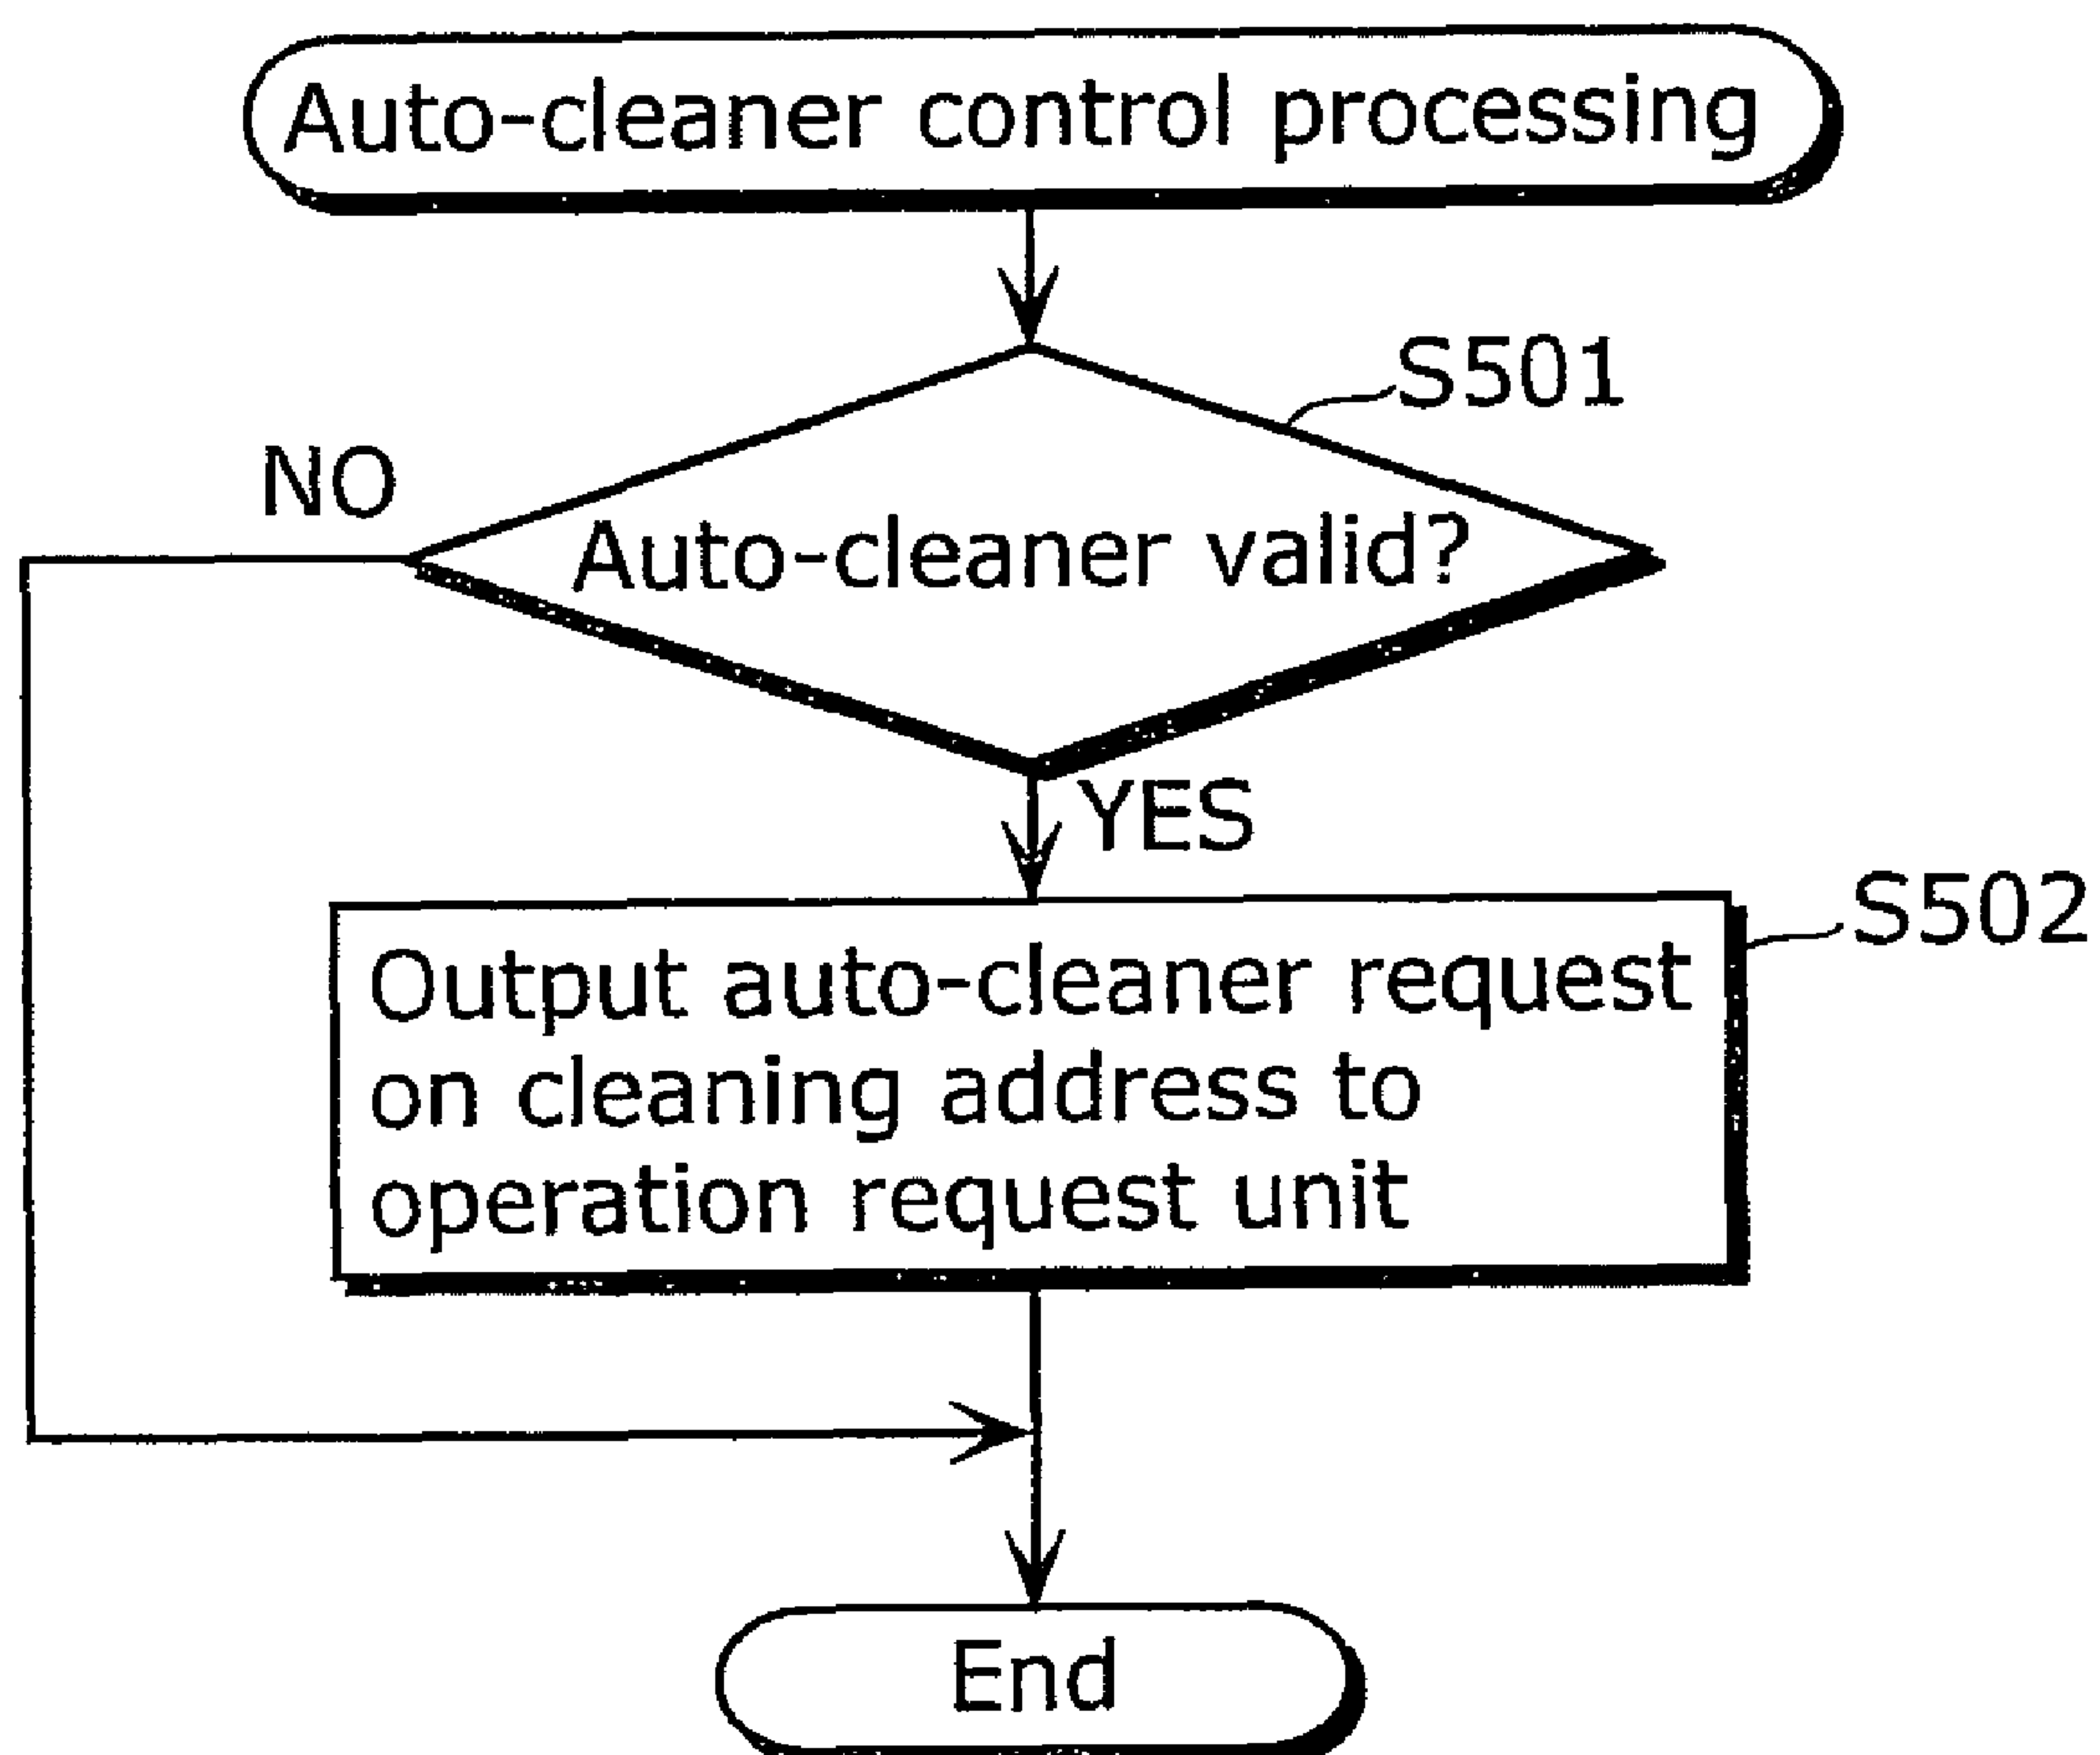 Auto-cleaner control processing
S501
NO
Auto-cleaner valid?
YES
S502
Output auto-cleaner request
on cleaning address to
operation request unit
End